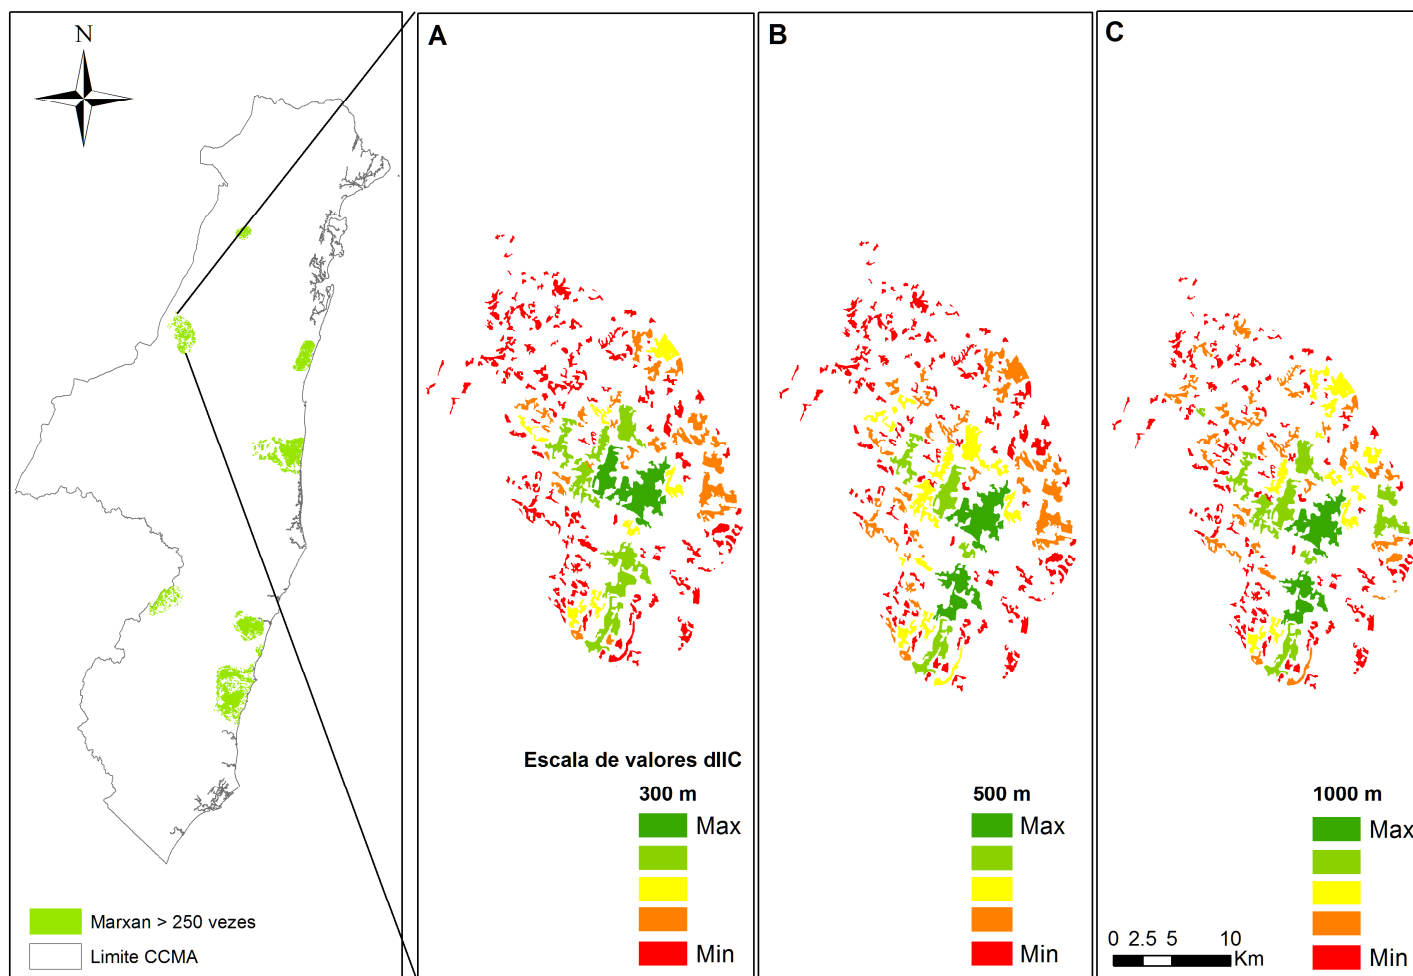 N
Marxan > 250 vezes
Limite CCMA
A
Escala de valores dIIC
300 m
Max
Min
B
500 m
Max
Min
C
1000 m
Max
Min
0 2.5 5 10
Km